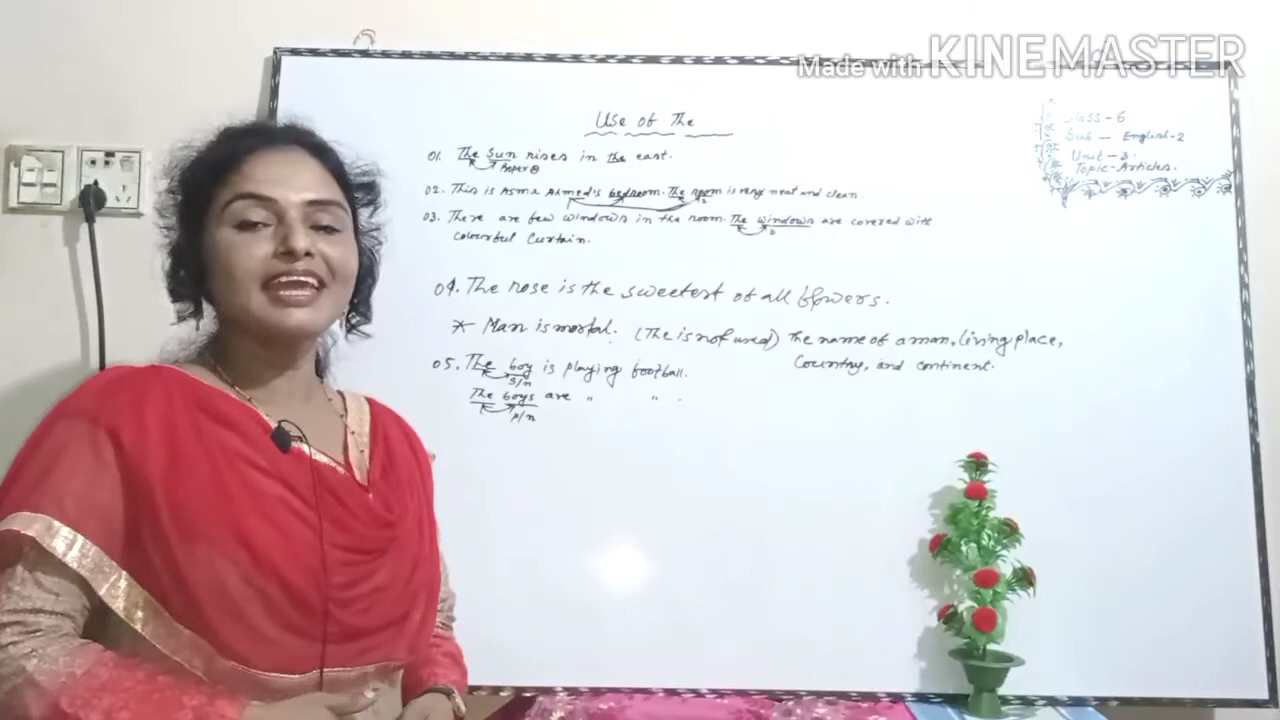 Made with KINEMASTER
Use of The
Class-6
Sub - English-2
Unit-3
Topic-Articles.
01. The Sun rises in the east.
Proper
02. This is Asma Ahmed's bedroom. The room is very neat and clean.
03. There are few windows in the room. The windows are covered with
colourful Curtain.
04. The rose is the sweetest of all flowers.
* Man is mortal. (The is not used) The name of a man, living place,
Country, and continent.
05. The boy is playing football.
S/n
The boys are " " .
P/n